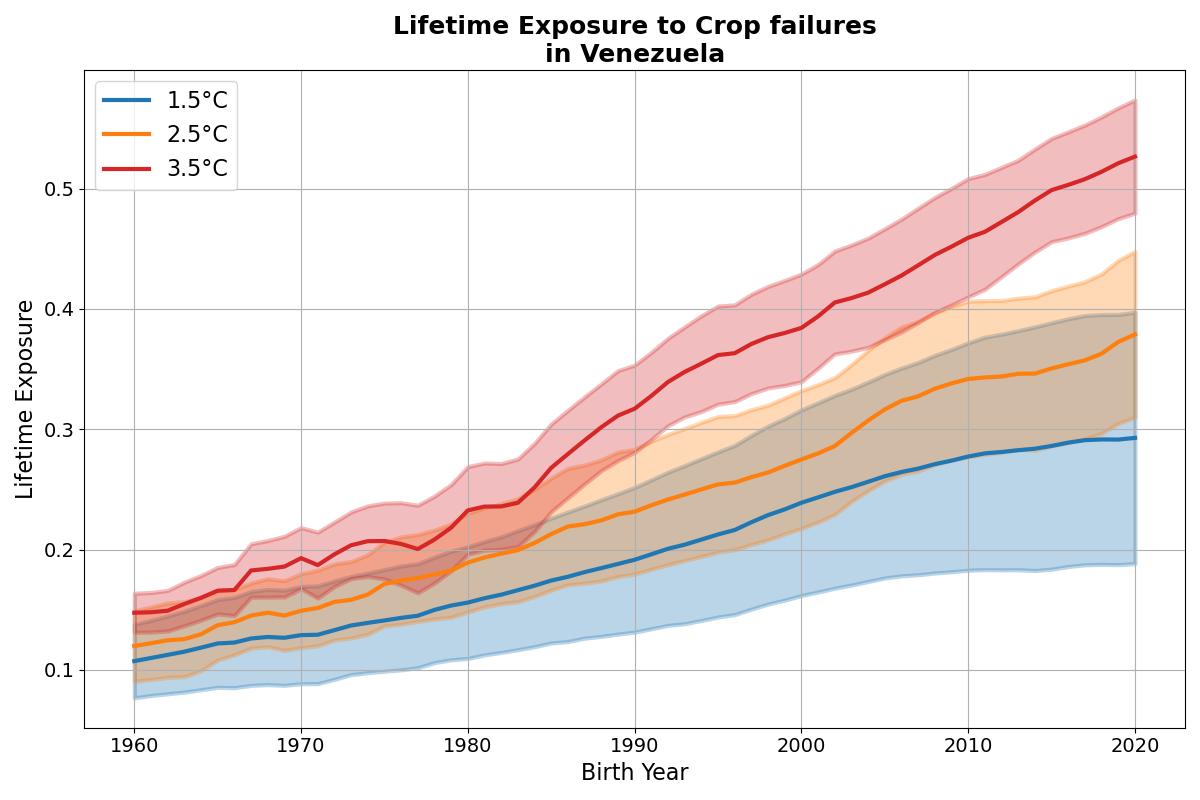 Lifetime Exposure to Crop failures
in Venezuela
1.5°C
2.5°C
3.5°C
Lifetime Exposure
0.5
0.4
0.3
0.2
0.1
1960 1970 1980 1990 2000 2010 2020
Birth Year